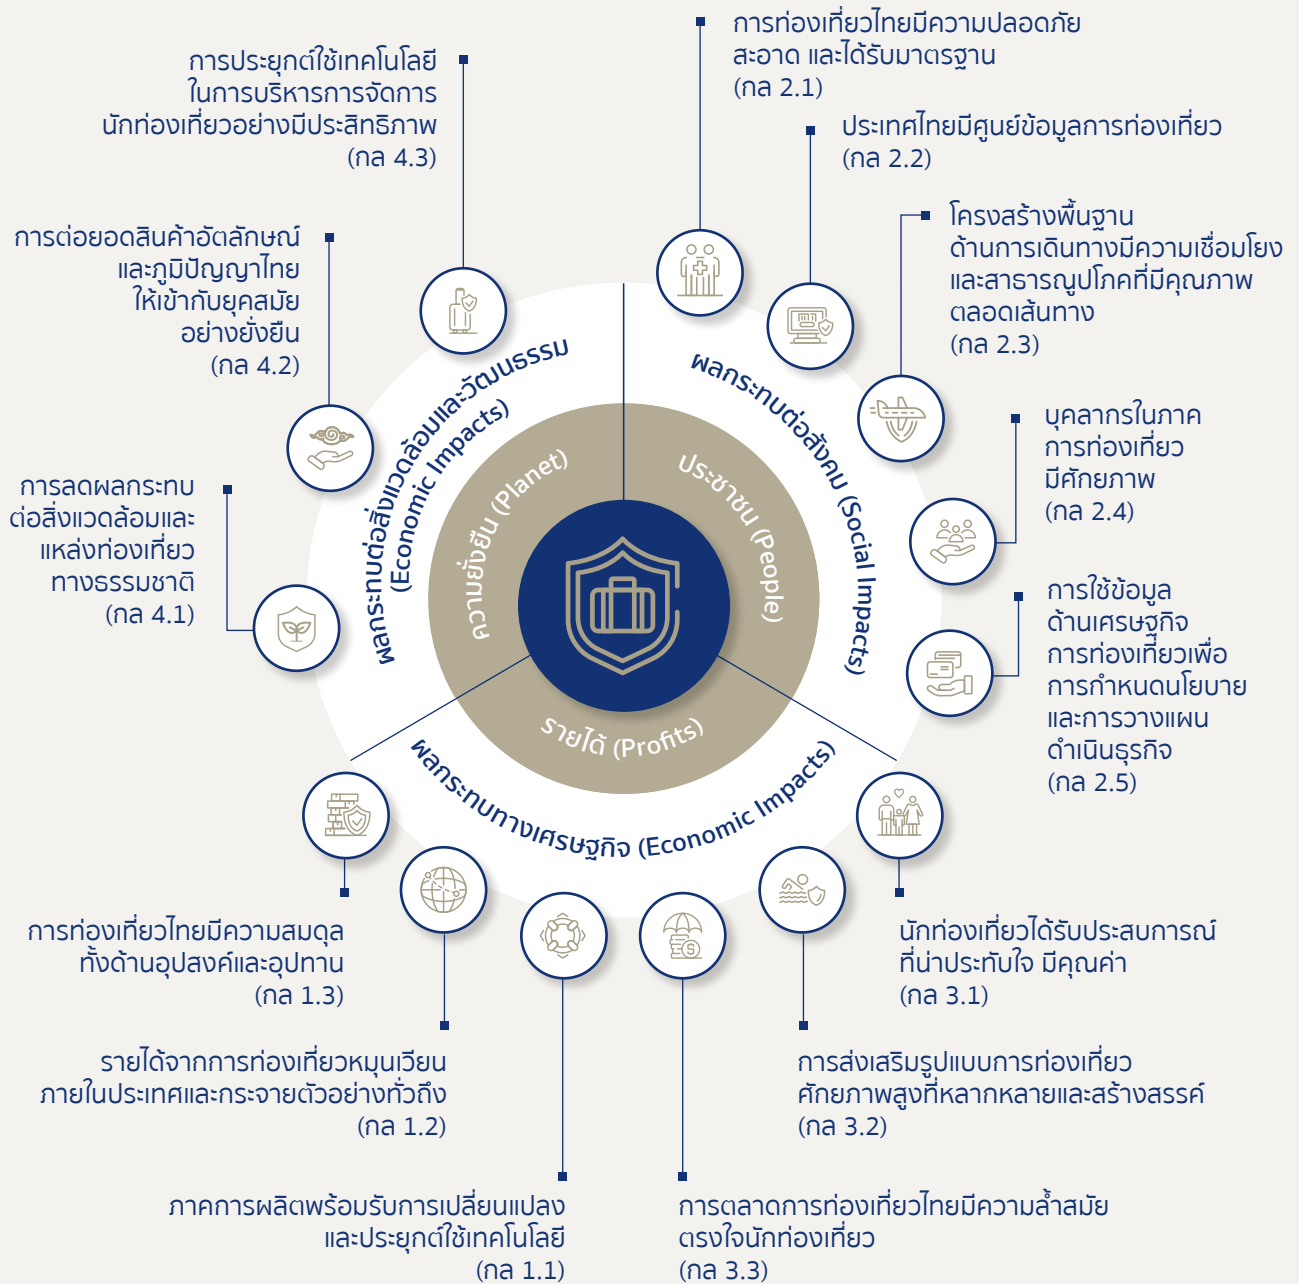 การท่องเที่ยวไทยมีความปลอดภัย
สะอาด และได้รับมาตรฐาน
(กล 2.1)
ประเทศไทยมีศูนย์ข้อมูลการท่องเที่ยว
(กล 2.2)
โครงสร้างพื้นฐาน
ด้านการเดินทางมีความเชื่อมโยง
และสาธารณูปโภคที่มีคุณภาพ
ตลอดเส้นทาง
(กล 2.3)
บุคลากรในภาค
การท่องเที่ยว
มีศักยภาพ
(กล 2.4)
การใช้ข้อมูล
ด้านเศรษฐกิจ
การท่องเที่ยวเพื่อ
การกำหนดนโยบาย
และการวางแผน
ดำเนินธุรกิจ
(กล 2.5)
นักท่องเที่ยวได้รับประสบการณ์
ที่น่าประทับใจ มีคุณค่า
(กล 3.1)
การส่งเสริมรูปแบบการท่องเที่ยว
ศักยภาพสูงที่หลากหลายและสร้างสรรค์
(กล 3.2)
การตลาดการท่องเที่ยวไทยมีความล้ำสมัย
ตรงใจนักท่องเที่ยว
(กล 3.3)
ภาคการผลิตพร้อมรับการเปลี่ยนแปลง
และประยุกต์ใช้เทคโนโลยี
(กล 1.1)
รายได้จากการท่องเที่ยวหมุนเวียน
ภายในประเทศและกระจายตัวอย่างทั่วถึง
(กล 1.2)
การท่องเที่ยวไทยมีความสมดุล
ทั้งด้านอุปสงค์และอุปทาน
(กล 1.3)
การลดผลกระทบ
ต่อสิ่งแวดล้อมและ
แหล่งท่องเที่ยว
ทางธรรมชาติ
(กล 4.1)
การต่อยอดสินค้าอัตลักษณ์
และภูมิปัญญาไทย
ให้เข้ากับยุคสมัย
อย่างยั่งยืน
(กล 4.2)
การประยุกต์ใช้เทคโนโลยี
ในการบริหารการจัดการ
นักท่องเที่ยวอย่างมีประสิทธิภาพ
(กล 4.3)
ผลกระทบต่อสิ่งแวดล้อมและวัฒนธรรม
(Economic Impacts)
ผลกระทบต่อสังคม (Social Impacts)
ผลกระทบทางเศรษฐกิจ (Economic Impacts)
ความยั่งยืน (Planet)
ประชาชน (People)
รายได้ (Profits)